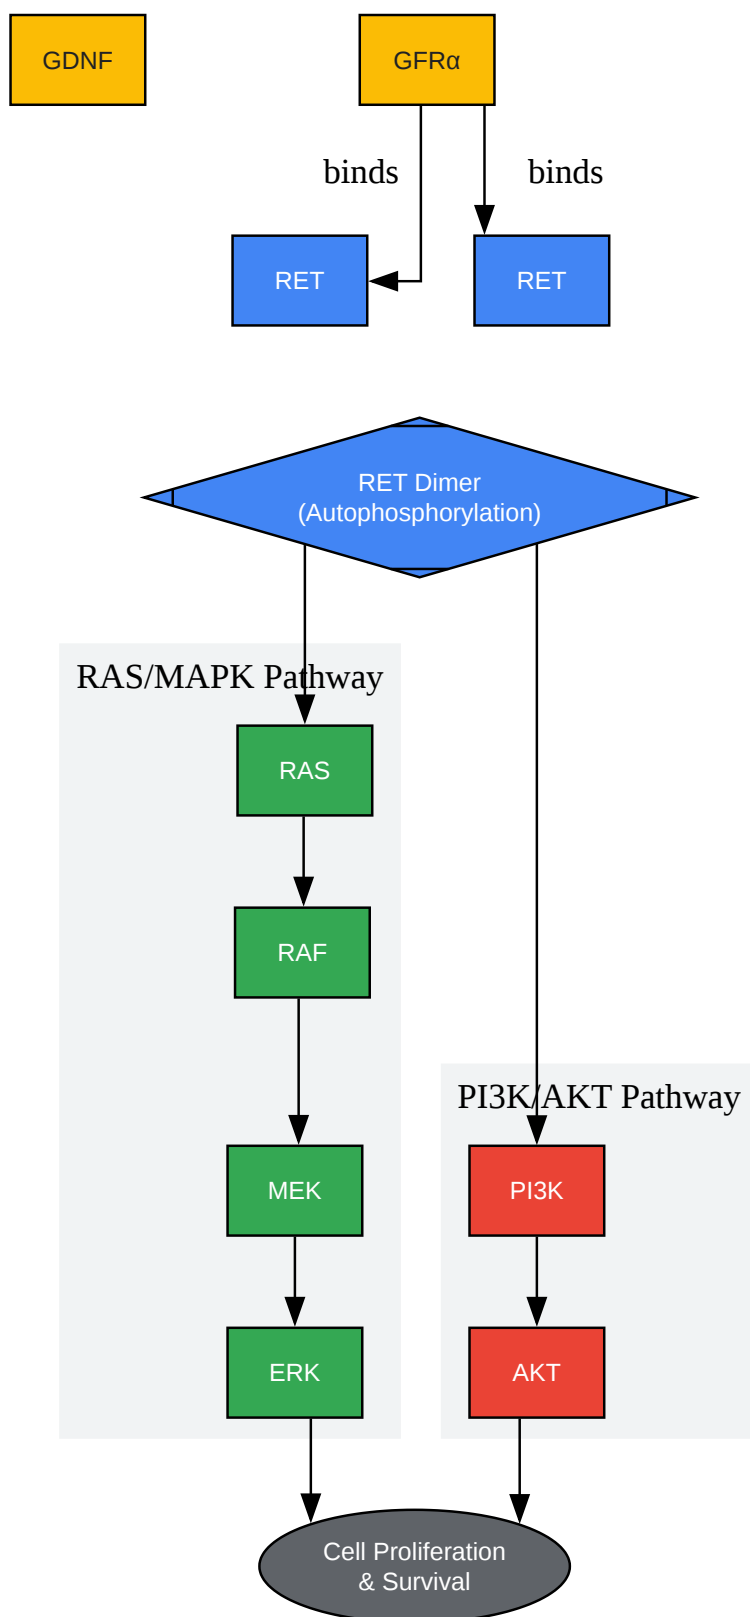 GDNF
GFRα
binds
binds
RET
RET
RET Dimer
(Autophosphorylation)
RAS/MAPK Pathway
RAS
RAF
PI3K/AKT Pathway
MEK
PI3K
ERK
AKT
Cell Proliferation
& Survival